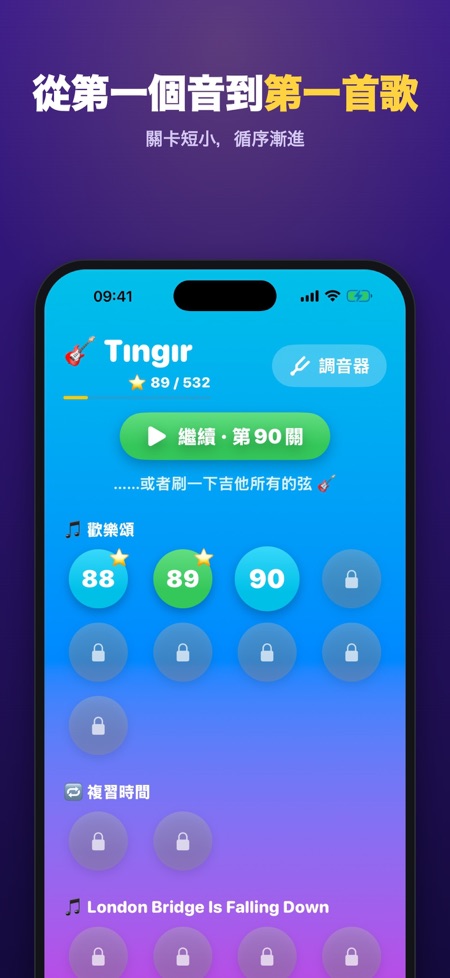 從第一個音到第一首歌
關卡短小，循序漸進
09:41
Tıngır
調音器
89 / 532
繼續 · 第 90 關
……或者刷一下吉他所有的弦
歡樂頌
88 89 90
複習時間
London Bridge Is Falling Down